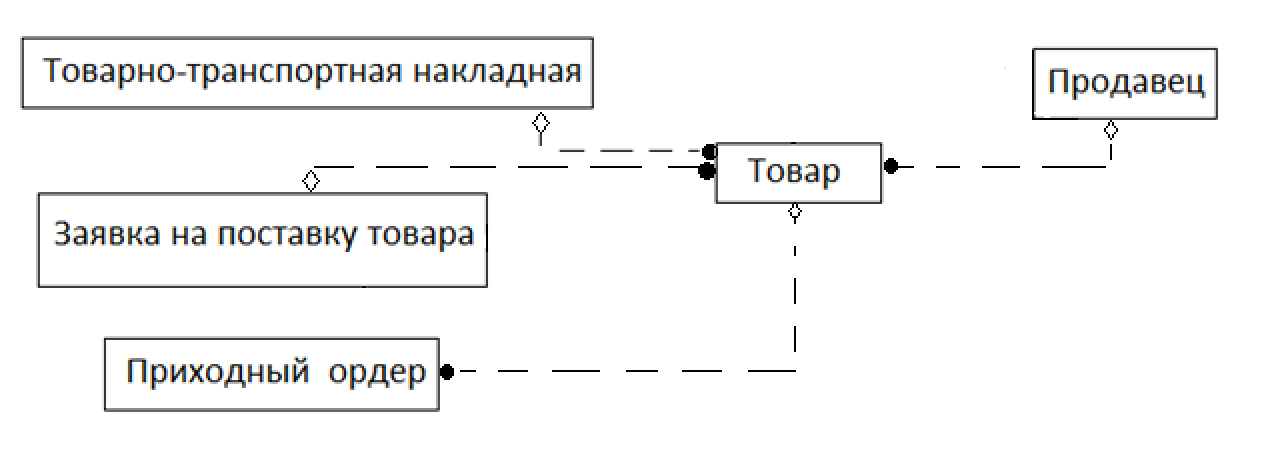 Товарно-транспортная накладная
Продавец
Товар
Заявка на поставку товара
Приходный ордер